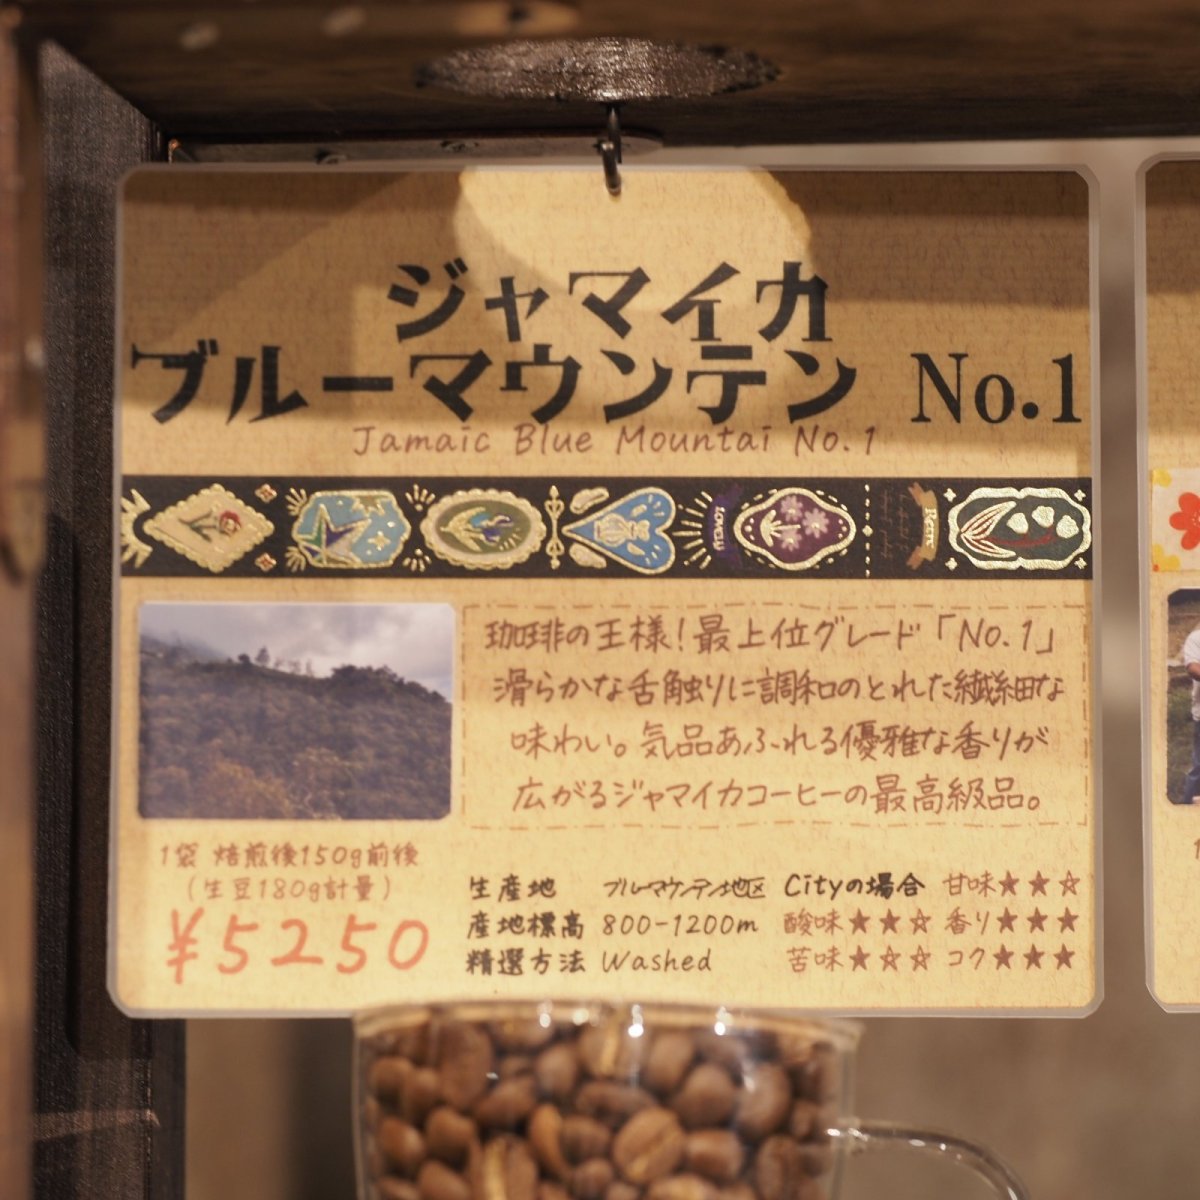 ジャマイカ
ブルーマウンテン No.1
Jamaic Blue Mountai No.1
LOVELY
珈琲の王様!最上位グレード「No.1」
滑らかな舌触りに調和のとれた繊細な
味わい。気品あふれる優雅な香りが
広がるジャマイカコーヒーの最高級品。
1袋 焙煎後150g前後
(生豆180g計量)
¥5250
生産地 ブルーマウンテン地区
産地標高 800-1200m
精選方法 Washed
Cityの場合 甘味★★☆
酸味★★☆ 香り★★★
苦味★☆☆ コク★★★